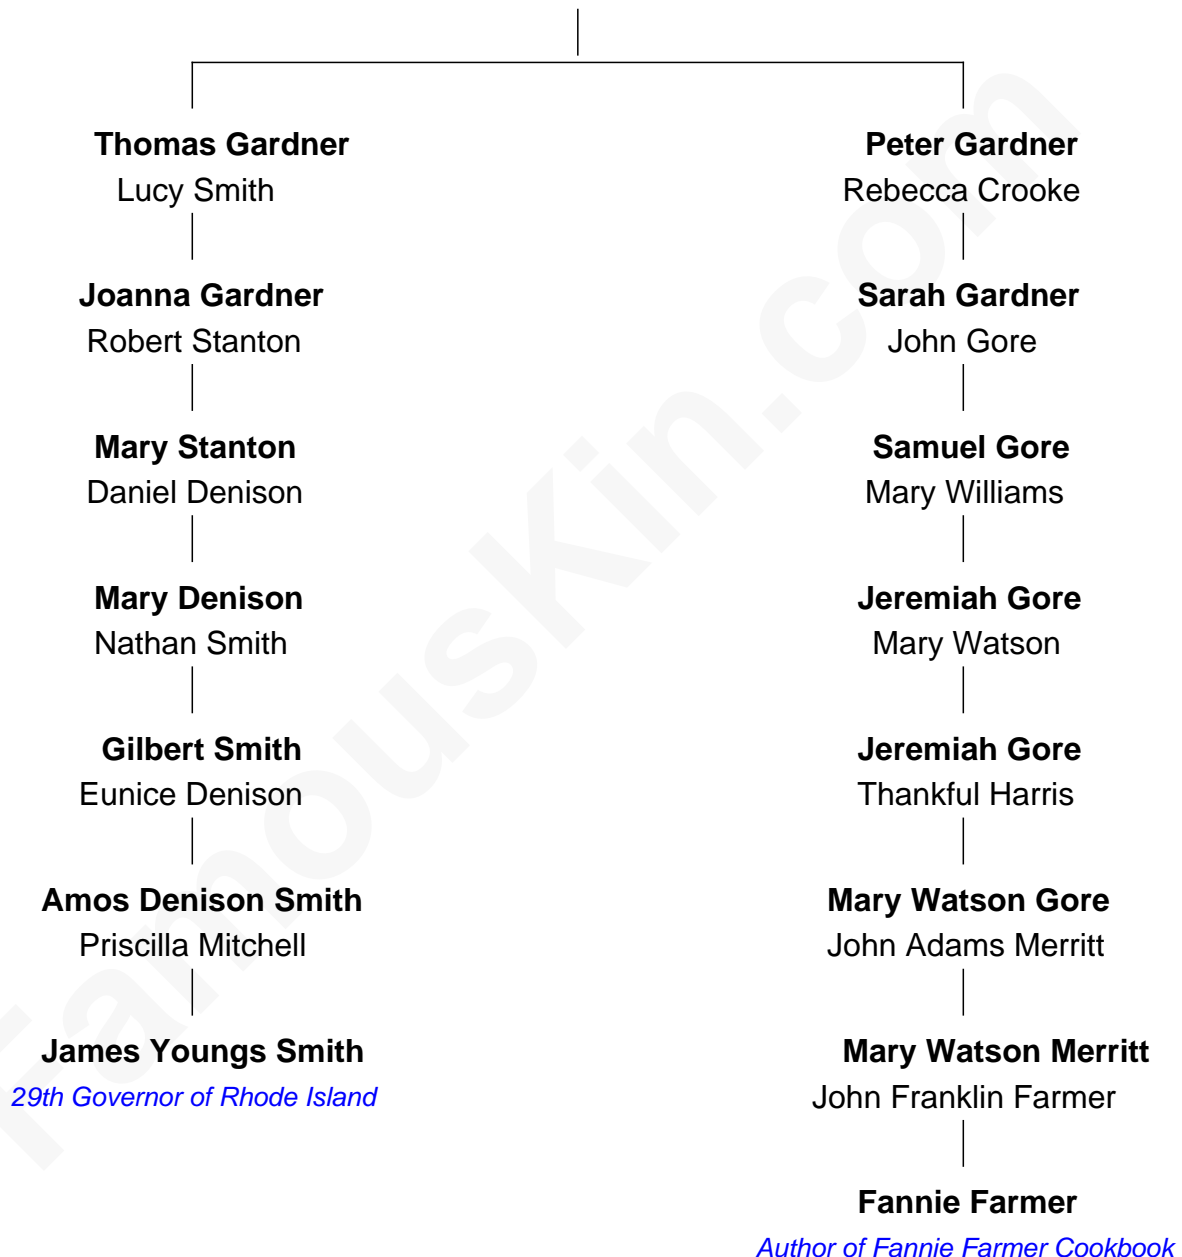 Thomas Gardner
Lucy Smith
Joanna Gardner
Robert Stanton
Mary Stanton
Daniel Denison
Mary Denison
Nathan Smith
Gilbert Smith
Eunice Denison
Amos Denison Smith
Priscilla Mitchell
James Youngs Smith
29th Governor of Rhode Island
Peter Gardner
Rebecca Crooke
Sarah Gardner
John Gore
Samuel Gore
Mary Williams
Jeremiah Gore
Mary Watson
Jeremiah Gore
Thankful Harris
Mary Watson Gore
John Adams Merritt
Mary Watson Merritt
John Franklin Farmer
Fannie Farmer
Author of Fannie Farmer Cookbook
FamousKin.com